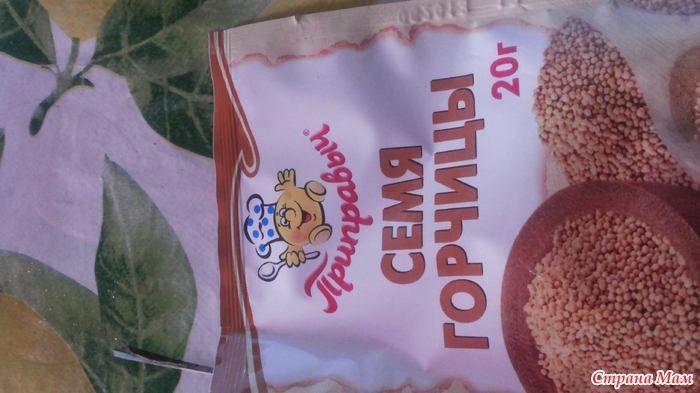 Приправыч®
СЕМЯ
ГОРЧИЦЫ
20г
Страна Мам